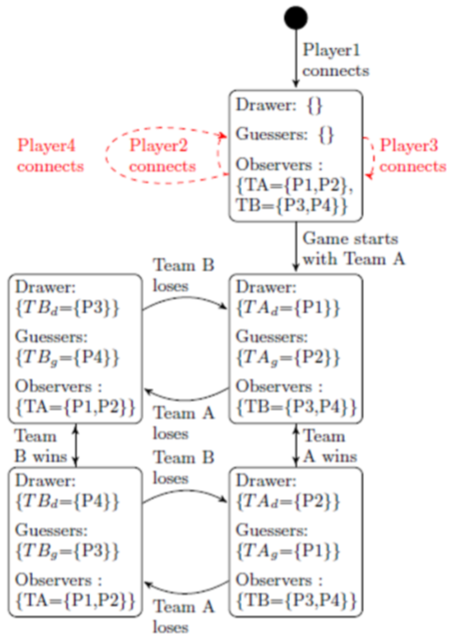 Player1
connects
Drawer: {}
Guessers: {}
Observers :
{TA={P1,P2},
TB={P3,P4}}
Player4
connects
Player2
connects
Player3
connects
Game starts
with Team A
Team B
loses
Drawer:
{TB_d={P3}}
Guessers:
{TB_g={P4}}
Observers :
{TA={P1,P2}}
Drawer:
{TA_d={P1}}
Guessers:
{TA_g={P2}}
Observers :
{TB={P3,P4}}
Team A
loses
Team
B wins
Team
A wins
Team B
loses
Drawer:
{TB_d={P4}}
Guessers:
{TB_g={P3}}
Observers :
{TA={P1,P2}}
Drawer:
{TA_d={P2}}
Guessers:
{TA_g={P1}}
Observers :
{TB={P3,P4}}
Team A
loses